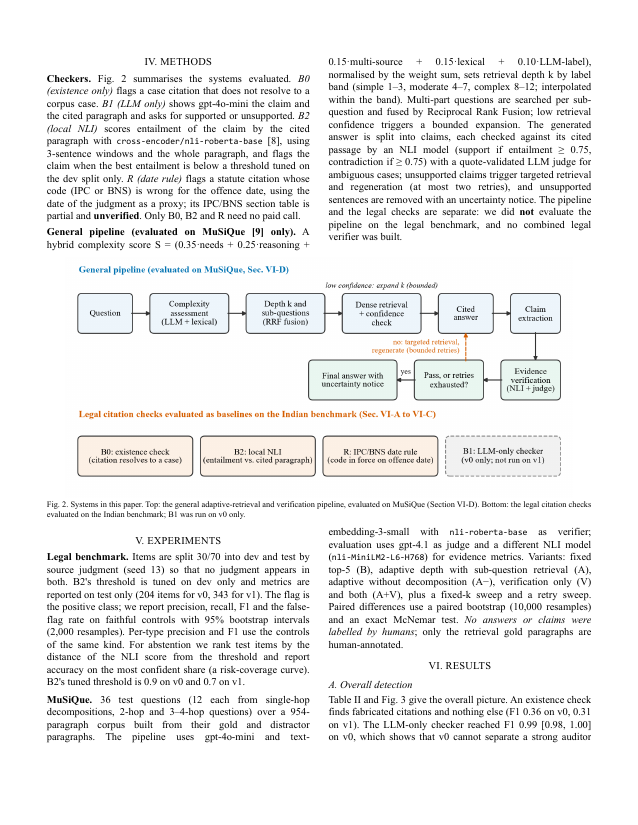 IV. METHODS
Checkers. Fig. 2 summarises the systems evaluated. B0
(existence only) flags a case citation that does not resolve to a
corpus case. B1 (LLM only) shows gpt-4o-mini the claim and
the cited paragraph and asks for supported or unsupported. B2
(local NLI) scores entailment of the claim by the cited
paragraph with cross-encoder/nli-roberta-base [8], using
3-sentence windows and the whole paragraph, and flags the
claim when the best entailment is below a threshold tuned on
the dev split only. R (date rule) flags a statute citation whose
code (IPC or BNS) is wrong for the offence date, using the
date of the judgment as a proxy; its IPC/BNS section table is
partial and unverified. Only B0, B2 and R need no paid call.
General pipeline (evaluated on MuSiQue [9] only). A
hybrid complexity score S = (0.35·needs + 0.25·reasoning +
0.15·multi-source + 0.15·lexical + 0.10·LLM-label),
normalised by the weight sum, sets retrieval depth k by label
band (simple 1–3, moderate 4–7, complex 8–12; interpolated
within the band). Multi-part questions are searched per sub-
question and fused by Reciprocal Rank Fusion; low retrieval
confidence triggers a bounded expansion. The generated
answer is split into claims, each checked against its cited
passage by an NLI model (support if entailment ≥ 0.75,
contradiction if ≥ 0.75) with a quote-validated LLM judge for
ambiguous cases; unsupported claims trigger targeted retrieval
and regeneration (at most two retries), and unsupported
sentences are removed with an uncertainty notice. The pipeline
and the legal checks are separate: we did not evaluate the
pipeline on the legal benchmark, and no combined legal
verifier was built.
General pipeline (evaluated on MuSiQue, Sec. VI-D)
low confidence: expand k (bounded)
Question
Complexity
assessment
(LLM + lexical)
Depth k and
sub-questions
(RRF fusion)
Dense retrieval
+ confidence
check
Cited
answer
Claim
extraction
no: targeted retrieval,
regenerate (bounded retries)
Final answer with
uncertainty notice
yes
Pass, or retries
exhausted?
Evidence
verification
(NLI + judge)
Legal citation checks evaluated as baselines on the Indian benchmark (Sec. VI-A to VI-C)
B0: existence check
(citation resolves to a case)
B2: local NLI
(entailment vs. cited paragraph)
R: IPC/BNS date rule
(code in force on offence date)
B1: LLM-only checker
(v0 only; not run on v1)
Fig. 2. Systems in this paper. Top: the general adaptive-retrieval and verification pipeline, evaluated on MuSiQue (Section VI-D). Bottom: the legal citation checks
evaluated on the Indian benchmark; B1 was run on v0 only.
V. EXPERIMENTS
Legal benchmark. Items are split 30/70 into dev and test by
source judgment (seed 13) so that no judgment appears in
both. B2's threshold is tuned on dev only and metrics are
reported on test only (204 items for v0, 343 for v1). The flag
is the positive class; we report precision, recall, F1 and the false-
flag rate on faithful controls with 95% bootstrap intervals
(2,000 resamples). Per-type precision and F1 use the controls
of the same kind. For abstention we rank test items by the
distance of the NLI score from the threshold and report
accuracy on the most confident share (a risk-coverage curve).
B2's tuned threshold is 0.9 on v0 and 0.7 on v1.
MuSiQue. 36 test questions (12 each from single-hop
decompositions, 2-hop and 3–4-hop questions) over a 954-
paragraph corpus built from their gold and distractor
paragraphs. The pipeline uses gpt-4o-mini and text-
embedding-3-small with nli-roberta-base as verifier;
evaluation uses gpt-4.1 as judge and a different NLI model
(nli-MiniLM2-L6-H768) for evidence metrics. Variants: fixed
top-5 (B), adaptive depth with sub-question retrieval (A),
adaptive without decomposition (A−), verification only (V)
and both (A+V), plus a fixed-k sweep and a retry sweep.
Paired differences use a paired bootstrap (10,000 resamples)
and an exact McNemar test. No answers or claims were
labelled by humans; only the retrieval gold paragraphs are
human-annotated.
VI. RESULTS
A. Overall detection
Table II and Fig. 3 give the overall picture. An existence check
finds fabricated citations and nothing else (F1 0.36 on v0, 0.31
on v1). The LLM-only checker reached F1 0.99 [0.98, 1.00]
on v0, which shows that v0 cannot separate a strong auditor